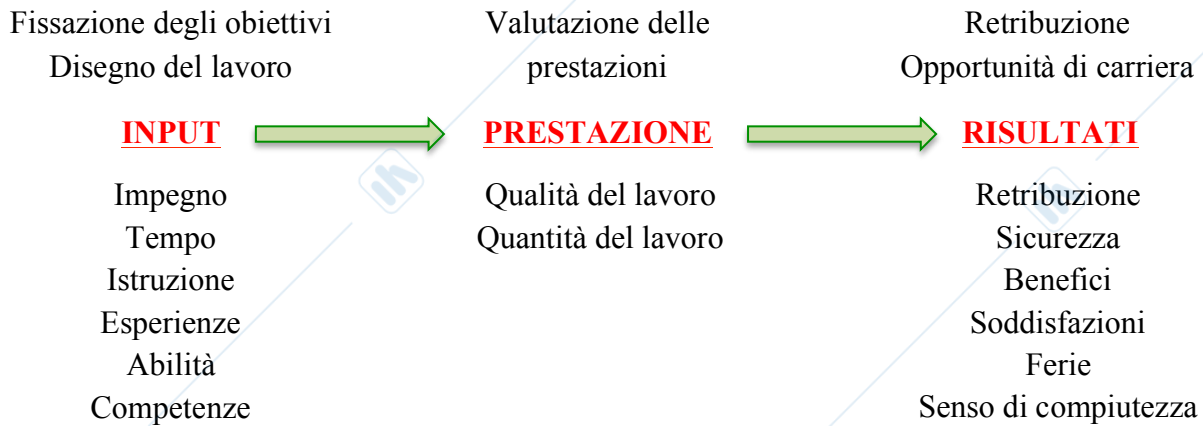 Fissazione degli obiettivi
Disegno del lavoro
Valutazione delle
prestazioni
Retribuzione
Opportunità di carriera
INPUT
PRESTAZIONE
RISULTATI
Impegno
Tempo
Istruzione
Esperienze
Abilità
Competenze
Qualità del lavoro
Quantità del lavoro
Retribuzione
Sicurezza
Benefici
Soddisfazioni
Ferie
Senso di compiutezza